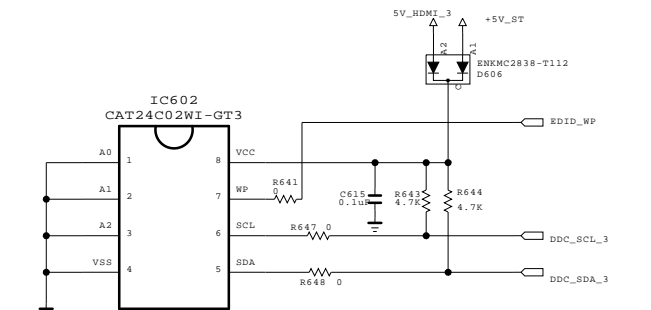 5V_HDMI_3
+5V_ST
A2
A1
ENKMC2838-T112
D606
C
IC602
CAT24C02WI-GT3
EDID_WP
A0
1
8
VCC
R641
0
A1
2
7
WP
C615
0.1uF
R643
4.7K
R644
4.7K
A2
3
6
SCL
R647 0
DDC_SCL_3
VSS
4
5
SDA
R648 0
DDC_SDA_3